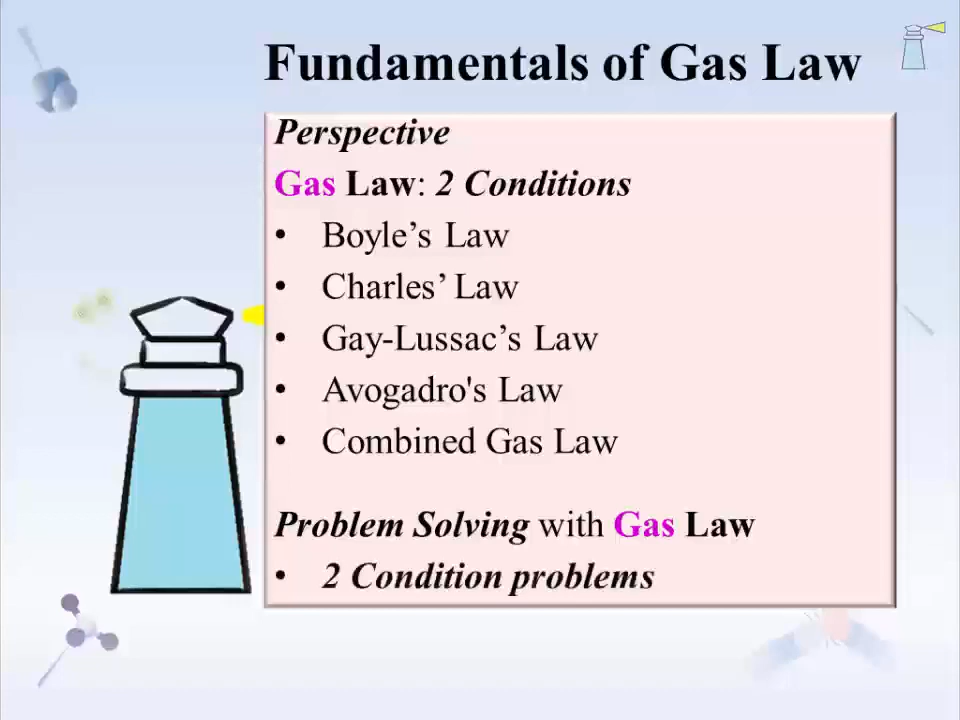 Fundamentals of Gas Law
Perspective
Gas Law: 2 Conditions
• Boyle’s Law
• Charles’ Law
• Gay-Lussac’s Law
• Avogadro's Law
• Combined Gas Law
Problem Solving with Gas Law
• 2 Condition problems